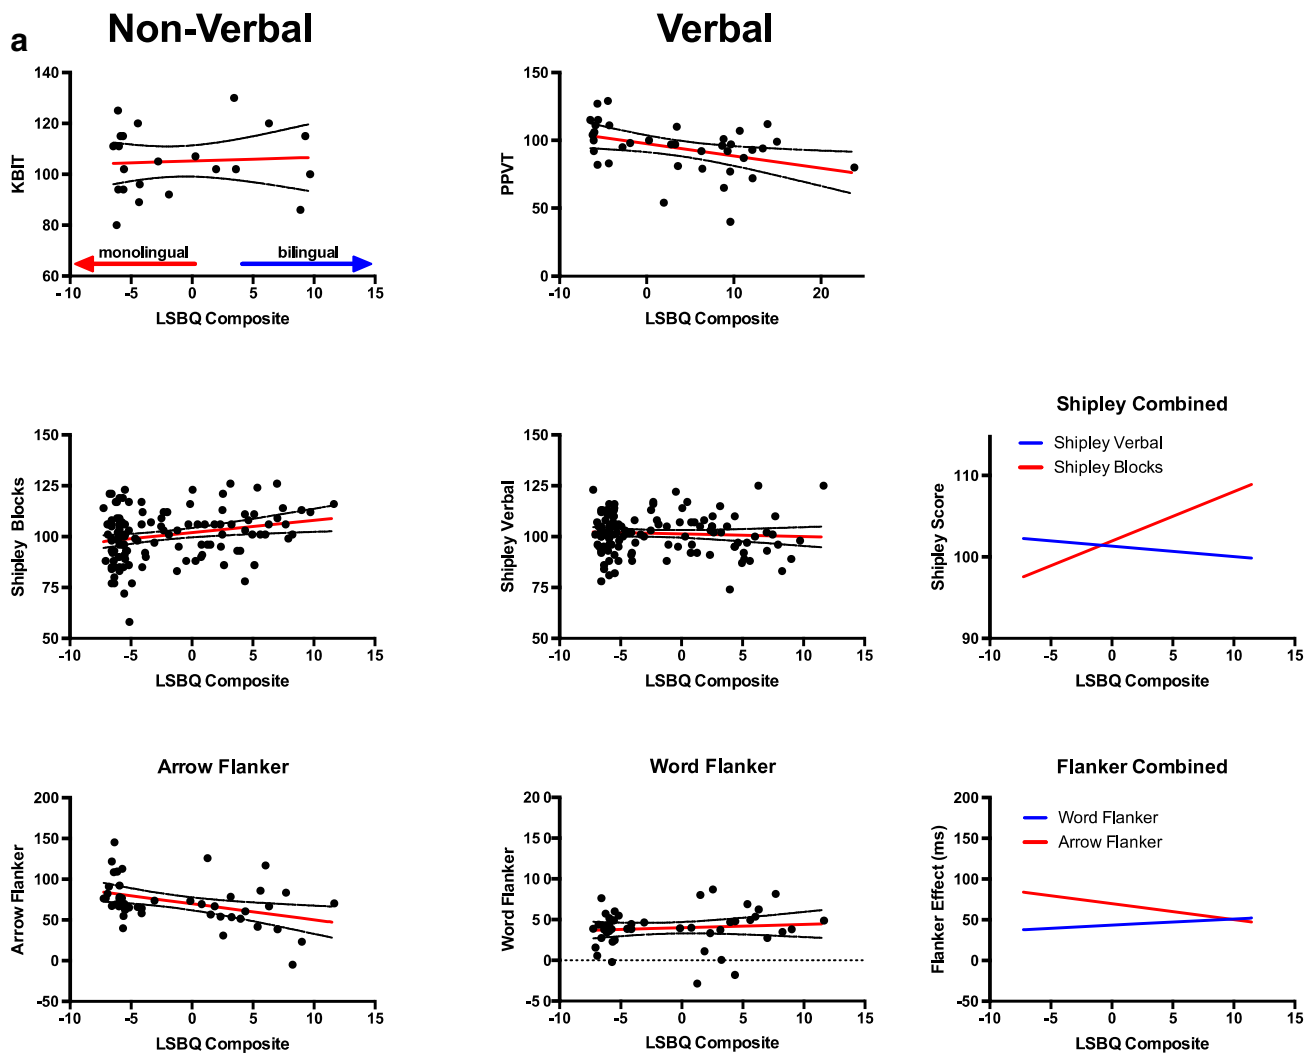 a
Non-Verbal
Verbal
140
120
100
80
60
KBIT
monolingual
bilingual
-10 -5 0 5 10 15
LSBQ Composite
150
100
50
0
PPVT
-10 0 10 20
LSBQ Composite
150
125
100
75
50
Shipley Blocks
-10 -5 0 5 10 15
LSBQ Composite
150
125
100
75
50
Shipley Verbal
-10 -5 0 5 10 15
LSBQ Composite
Shipley Combined
Shipley Verbal
Shipley Blocks
110
100
90
Shipley Score
-10 -5 0 5 10 15
LSBQ Composite
Arrow Flanker
200
150
100
50
0
-50
Arrow Flanker
-10 -5 0 5 10 15
LSBQ Composite
Word Flanker
20 0
15 0
10 0
5 0
0
-5 0
Word Flanker
-10 -5 0 5 10 15
LSBQ Composite
Flanker Combined
Word Flanker
Arrow Flanker
200
150
100
50
0
-50
Flanker Effect (ms)
-10 -5 0 5 10 15
LSBQ Composite